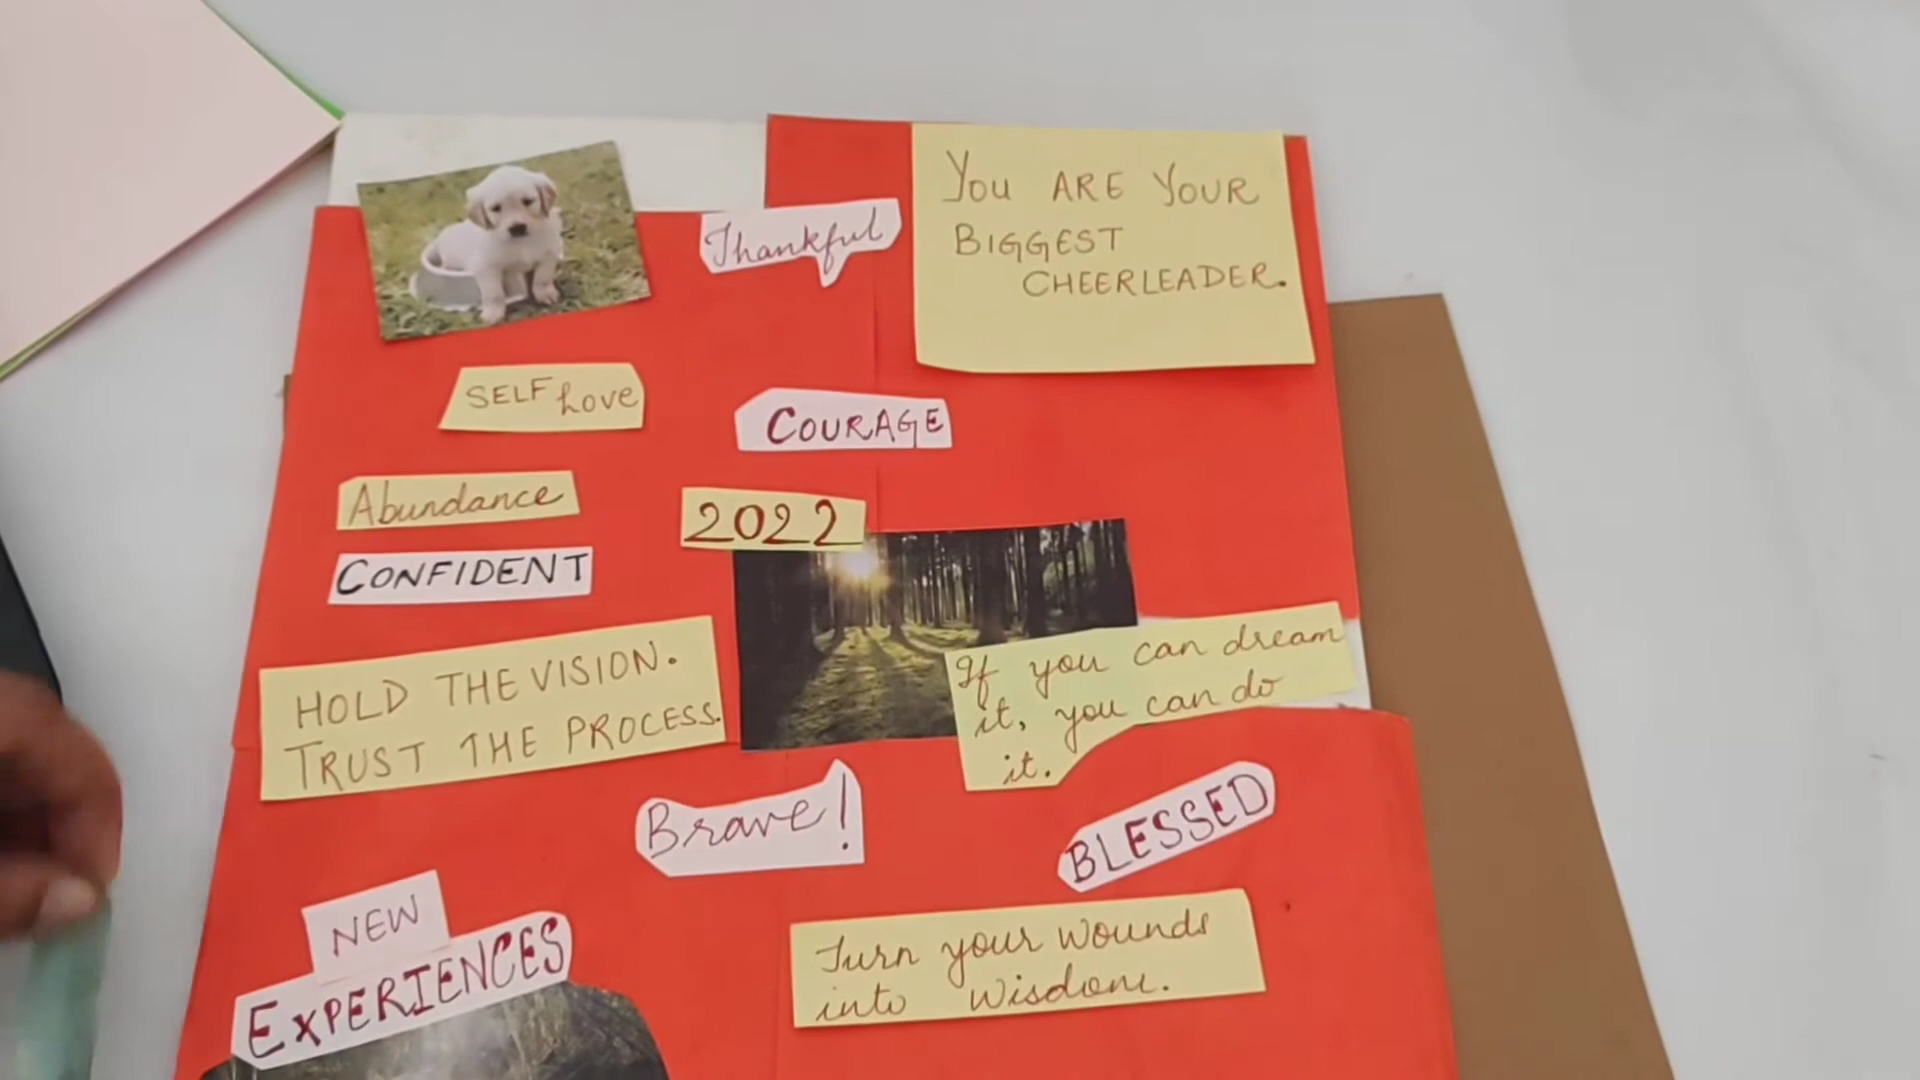 Thankful
You ARE YOUR
BIGGEST
CHEERLEADER.
SELF Love
COURAGE
Abundance
2022
CONFIDENT
HOLD THE VISION.
TRUST THE PROCESS.
If you can dream
it, you can do
it.
Brave!
BLESSED
NEW
EXPERIENCES
Turn your wounds
into wisdom.